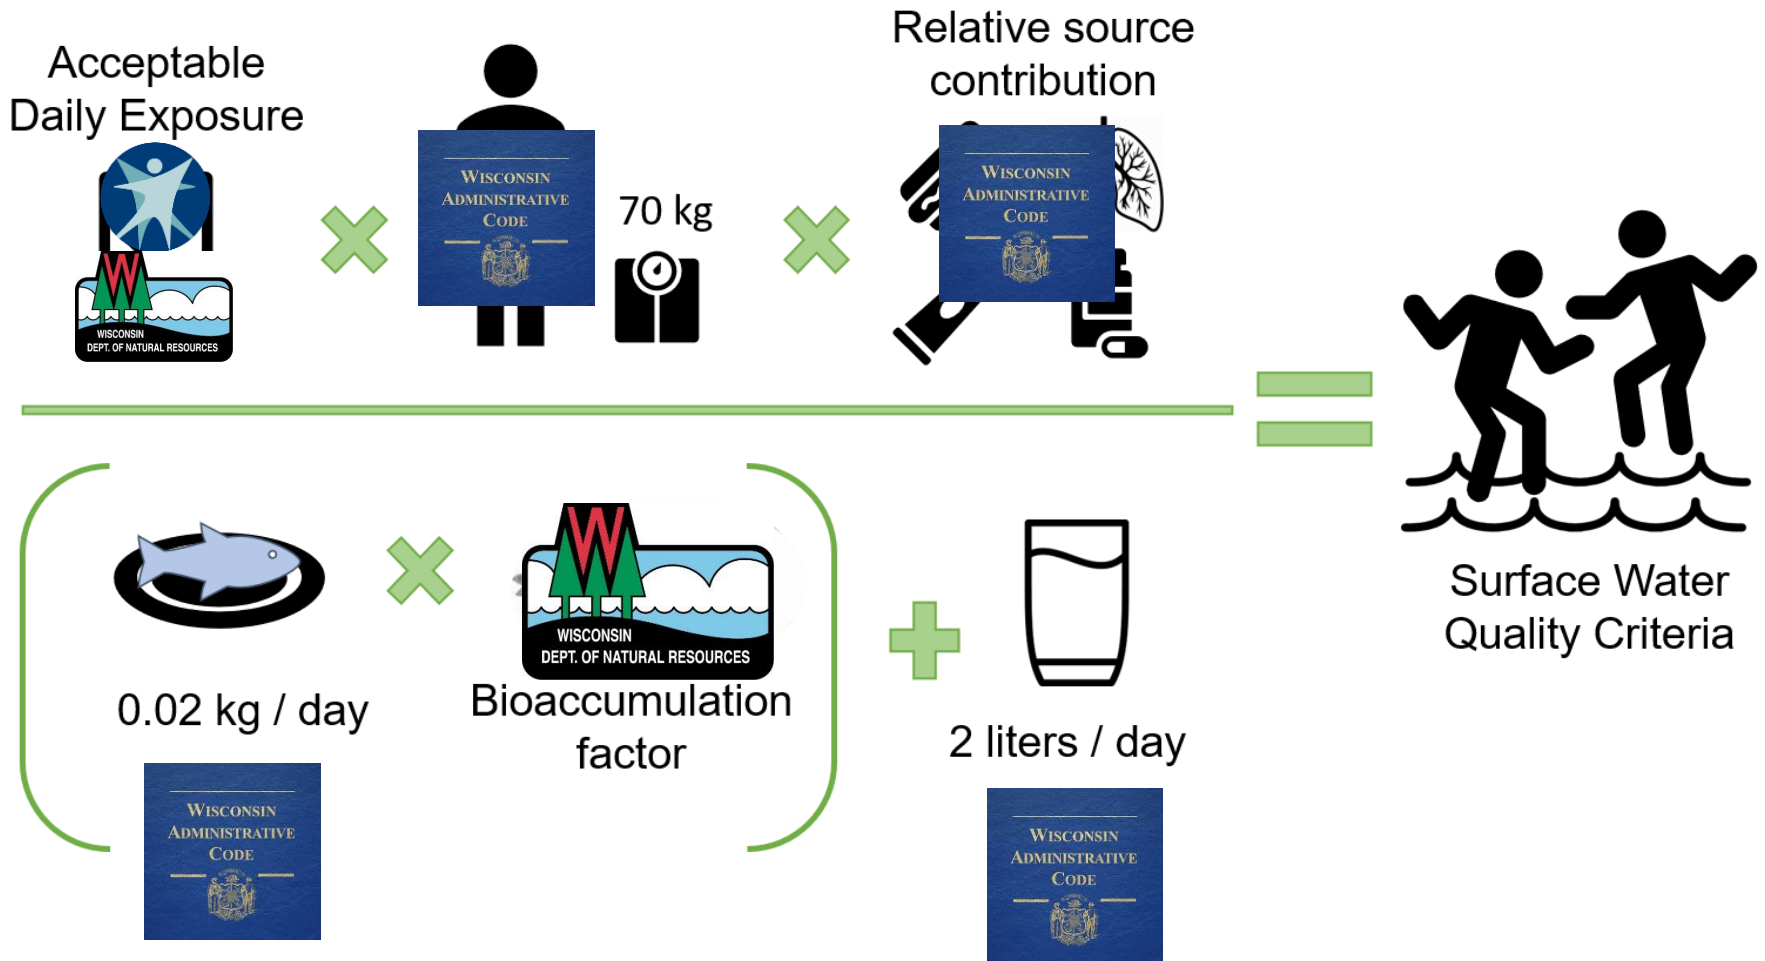 Acceptable
Daily Exposure
WISCONSIN
DEPT. OF NATURAL RESOURCES
WISCONSIN
ADMINISTRATIVE
CODE
70 kg
Relative source
contribution
WISCONSIN
ADMINISTRATIVE
CODE
0.02 kg / day
WISCONSIN
ADMINISTRATIVE
CODE
WISCONSIN
DEPT. OF NATURAL RESOURCES
Bioaccumulation
factor
2 liters / day
WISCONSIN
ADMINISTRATIVE
CODE
Surface Water
Quality Criteria